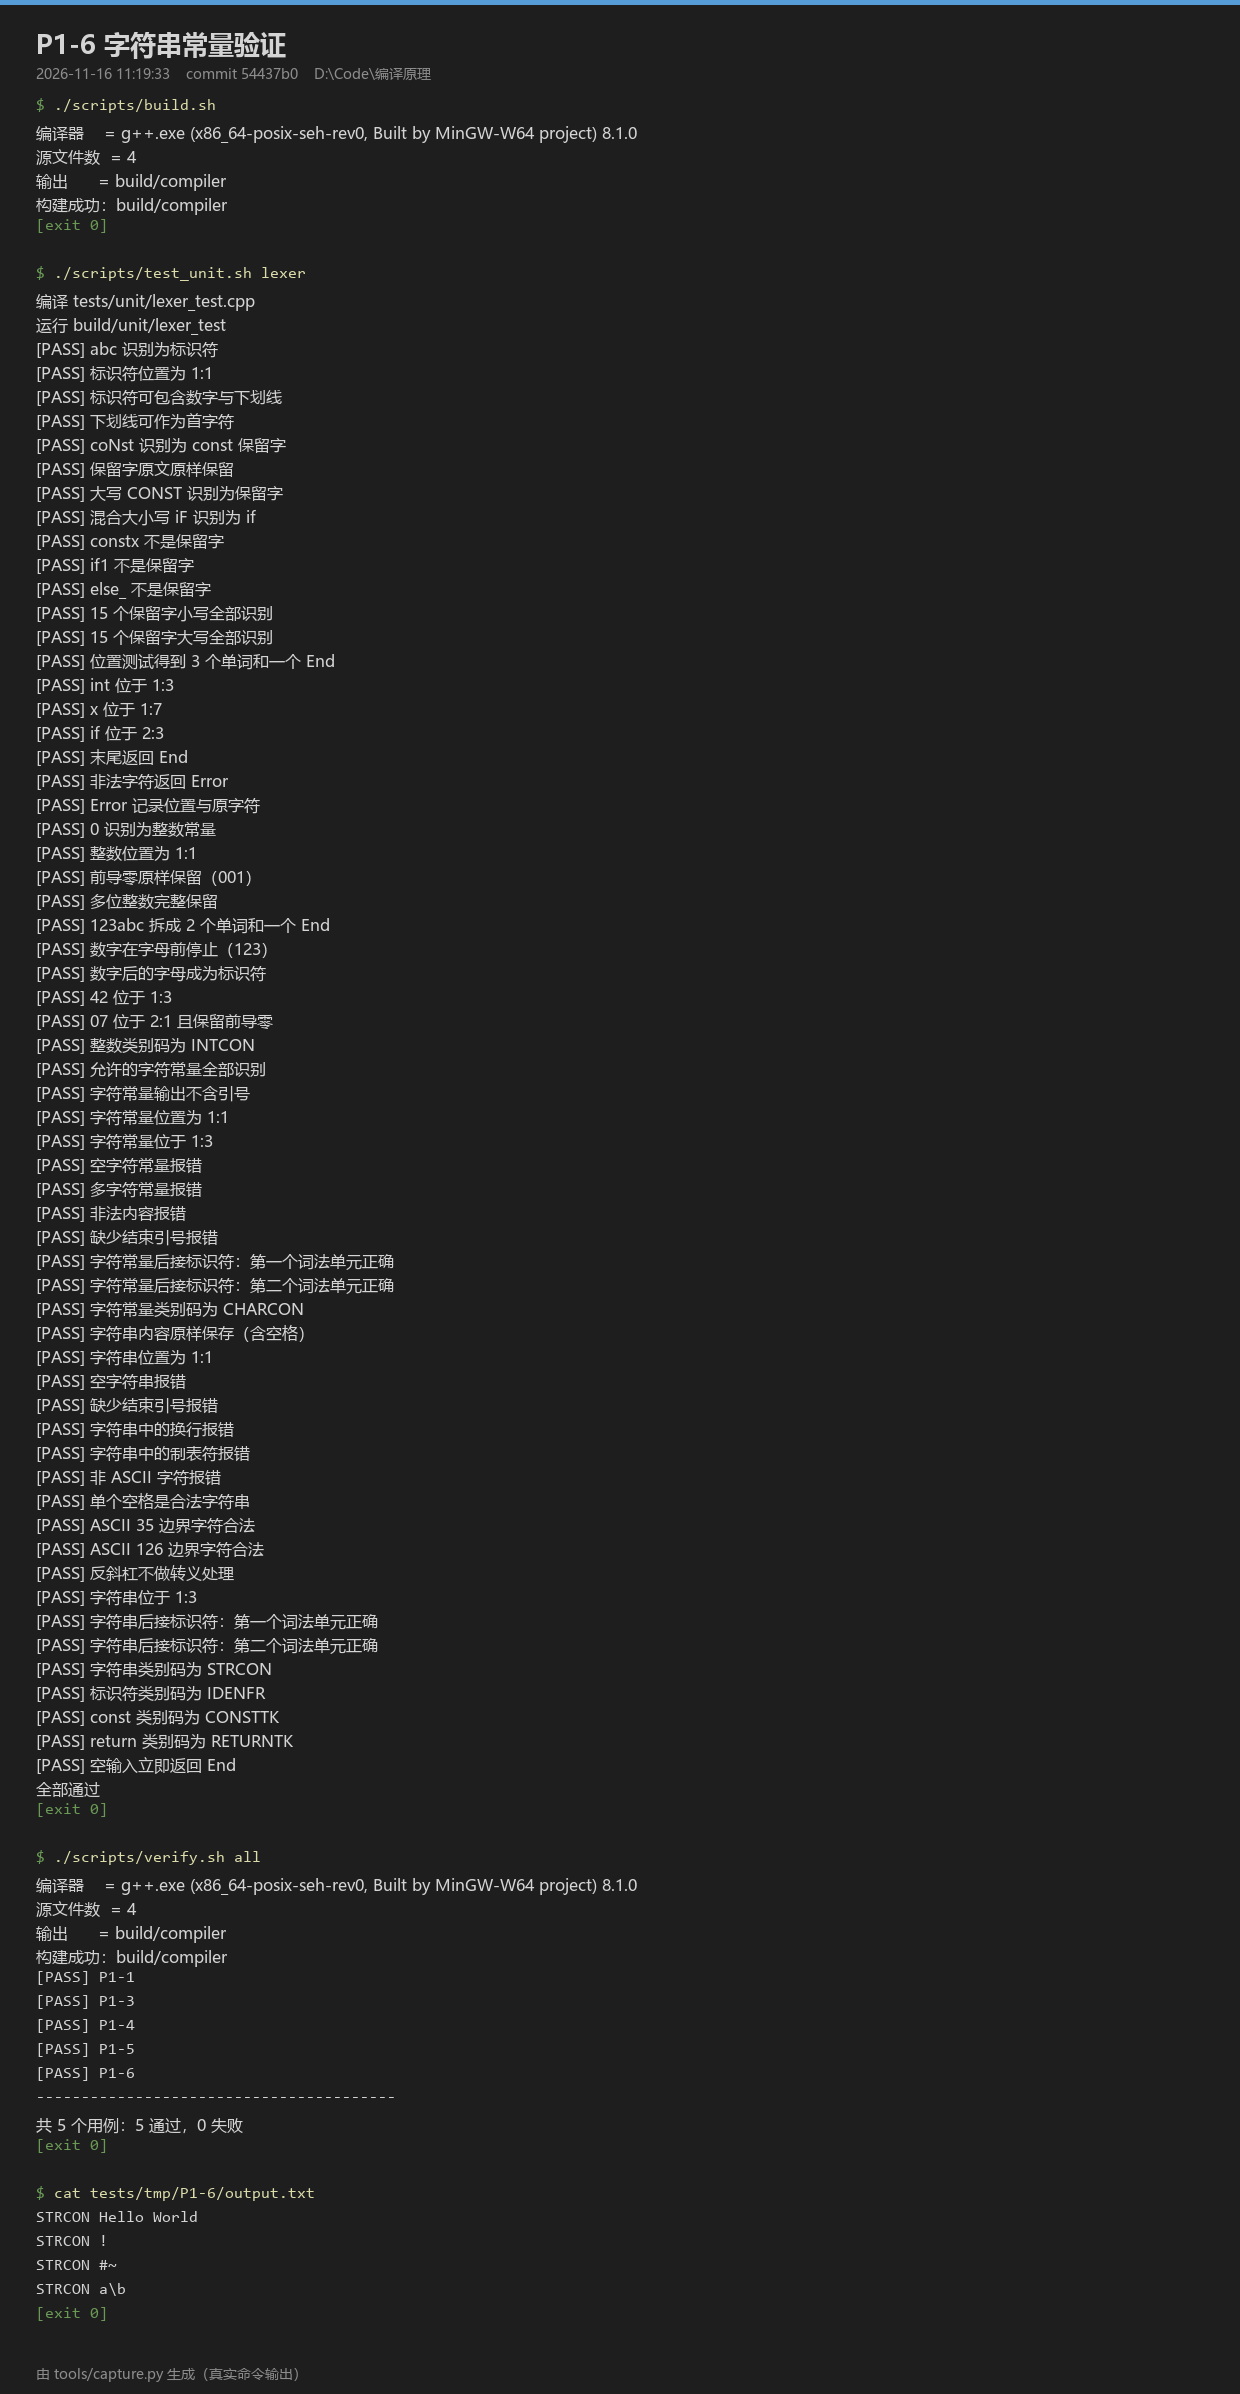 P1-6 字符串常量验证
2026-11-16 11:19:33 commit 54437b0 D:\Code\编译原理
$ ./scripts/build.sh
编译器 = g++.exe (x86_64-posix-seh-rev0, Built by MinGW-W64 project) 8.1.0
源文件数 = 4
输出 = build/compiler
构建成功：build/compiler
[exit 0]
$ ./scripts/test_unit.sh lexer
编译 tests/unit/lexer_test.cpp
运行 build/unit/lexer_test
[PASS] abc 识别为标识符
[PASS] 标识符位置为 1:1
[PASS] 标识符可包含数字与下划线
[PASS] 下划线可作为首字符
[PASS] coNst 识别为 const 保留字
[PASS] 保留字原文原样保留
[PASS] 大写 CONST 识别为保留字
[PASS] 混合大小写 iF 识别为 if
[PASS] constx 不是保留字
[PASS] if1 不是保留字
[PASS] else_ 不是保留字
[PASS] 15 个保留字小写全部识别
[PASS] 15 个保留字大写全部识别
[PASS] 位置测试得到 3 个单词和一个 End
[PASS] int 位于 1:3
[PASS] x 位于 1:7
[PASS] if 位于 2:3
[PASS] 末尾返回 End
[PASS] 非法字符返回 Error
[PASS] Error 记录位置与原字符
[PASS] 0 识别为整数常量
[PASS] 整数位置为 1:1
[PASS] 前导零原样保留（001）
[PASS] 多位整数完整保留
[PASS] 123abc 拆成 2 个单词和一个 End
[PASS] 数字在字母前停止（123）
[PASS] 数字后的字母成为标识符
[PASS] 42 位于 1:3
[PASS] 07 位于 2:1 且保留前导零
[PASS] 整数类别码为 INTCON
[PASS] 允许的字符常量全部识别
[PASS] 字符常量输出不含引号
[PASS] 字符常量位置为 1:1
[PASS] 字符常量位于 1:3
[PASS] 空字符常量报错
[PASS] 多字符常量报错
[PASS] 非法内容报错
[PASS] 缺少结束引号报错
[PASS] 字符常量后接标识符：第一个词法单元正确
[PASS] 字符常量后接标识符：第二个词法单元正确
[PASS] 字符常量类别码为 CHARCON
[PASS] 字符串内容原样保存（含空格）
[PASS] 字符串位置为 1:1
[PASS] 空字符串报错
[PASS] 缺少结束引号报错
[PASS] 字符串中的换行报错
[PASS] 字符串中的制表符报错
[PASS] 非 ASCII 字符报错
[PASS] 单个空格是合法字符串
[PASS] ASCII 35 边界字符合法
[PASS] ASCII 126 边界字符合法
[PASS] 反斜杠不做转义处理
[PASS] 字符串位于 1:3
[PASS] 字符串后接标识符：第一个词法单元正确
[PASS] 字符串后接标识符：第二个词法单元正确
[PASS] 字符串类别码为 STRCON
[PASS] 标识符类别码为 IDENFR
[PASS] const 类别码为 CONSTTK
[PASS] return 类别码为 RETURNTK
[PASS] 空输入立即返回 End
全部通过
[exit 0]
$ ./scripts/verify.sh all
编译器 = g++.exe (x86_64-posix-seh-rev0, Built by MinGW-W64 project) 8.1.0
源文件数 = 4
输出 = build/compiler
构建成功：build/compiler
[PASS] P1-1
[PASS] P1-3
[PASS] P1-4
[PASS] P1-5
[PASS] P1-6
----------------------------------------
共 5 个用例：5 通过，0 失败
[exit 0]
$ cat tests/tmp/P1-6/output.txt
STRCON Hello World
STRCON !
STRCON #~
STRCON a\b
[exit 0]
由 tools/capture.py 生成（真实命令输出）